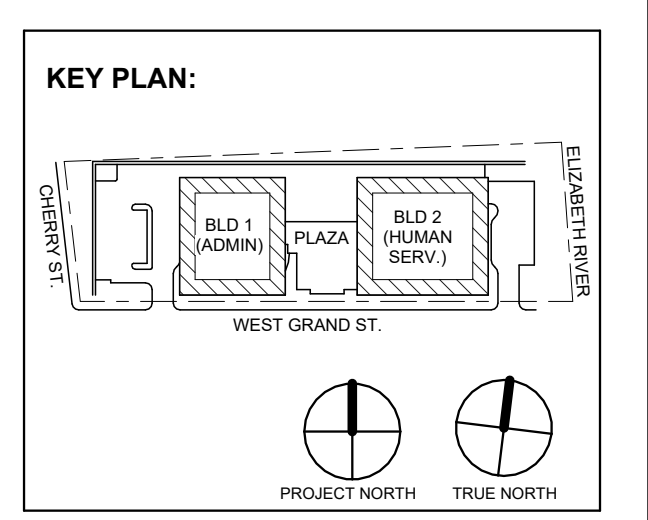 KEY PLAN:
CHERRY ST.
BLD 1
(ADMIN)
PLAZA
BLD 2
(HUMAN
SERV.)
ELIZABETH RIVER
WEST GRAND ST.
PROJECT NORTH
TRUE NORTH